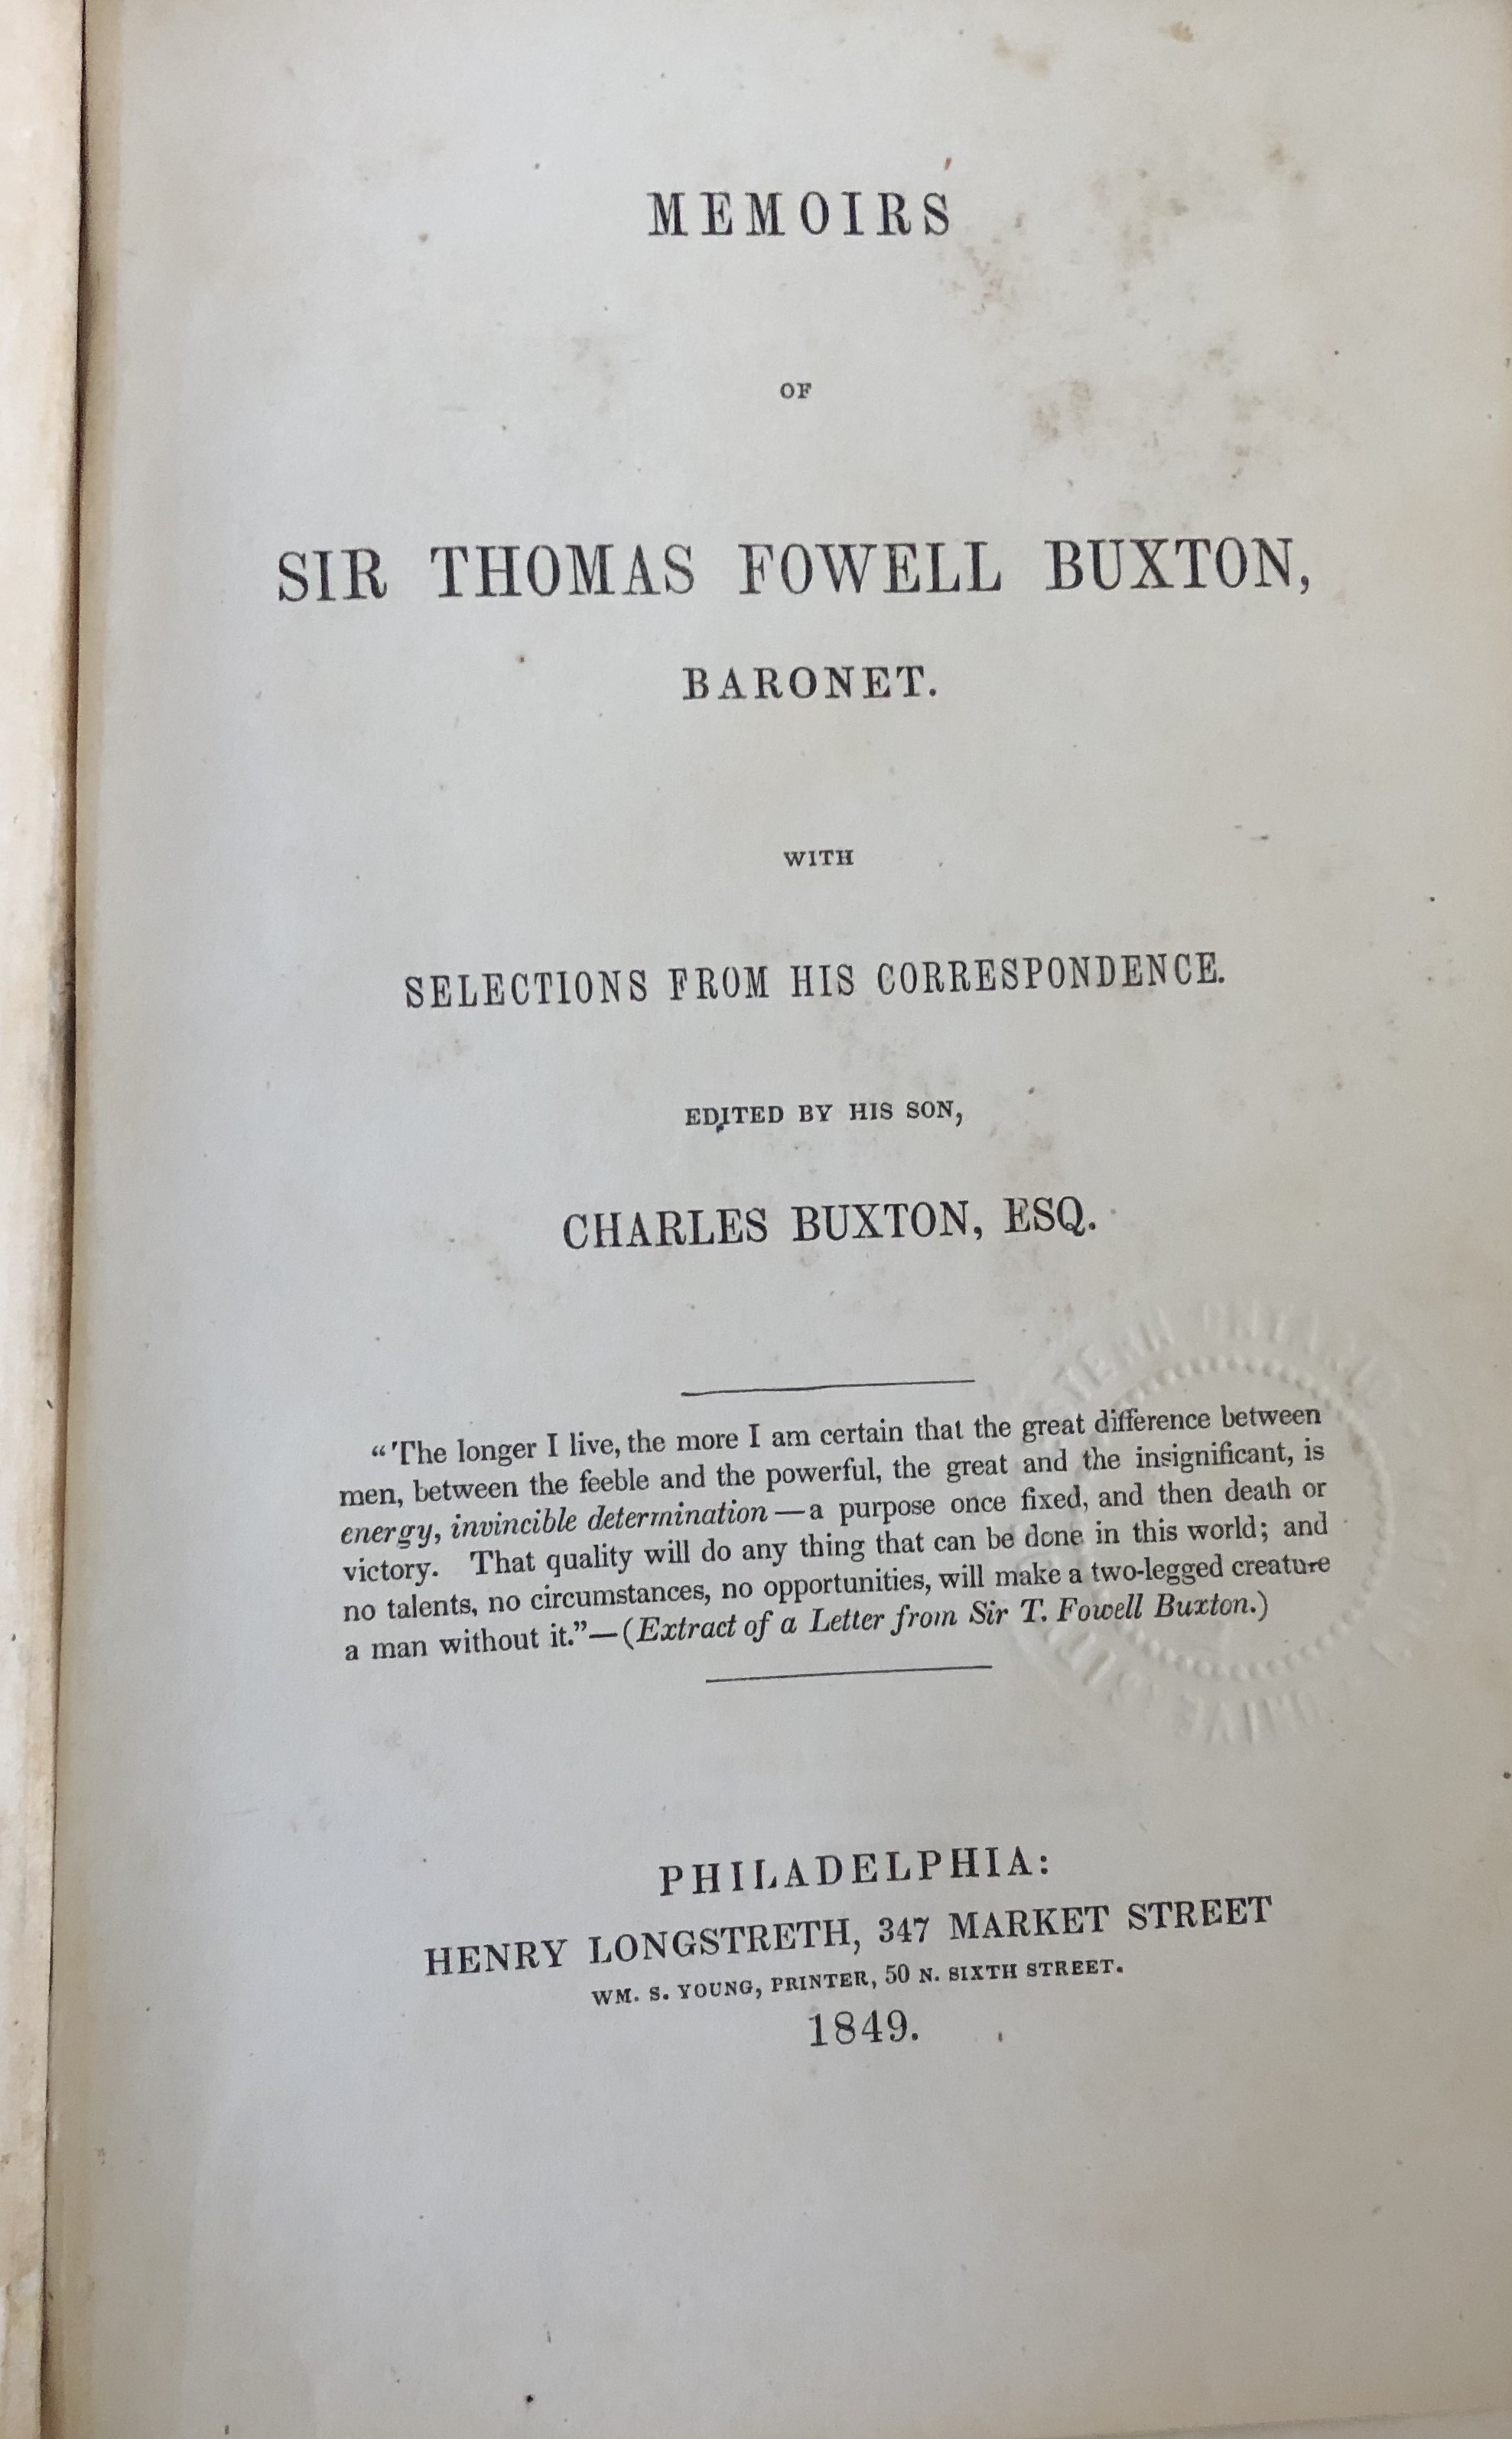 MEMOIRS
OF
SIR THOMAS FOWELL BUXTON,
BARONET.
WITH
SELECTIONS FROM HIS CORRESPONDENCE.
EDITED BY HIS SON,
CHARLES BUXTON, ESQ.
“The longer I live, the more I am certain that the great difference between
men, between the feeble and the powerful, the great and the insignificant, is
energy, invincible determination—a purpose once fixed, and then death or
victory. That quality will do any thing that can be done in this world; and
no talents, no circumstances, no opportunities, will make a two-legged creature
a man without it.”—(Extract of a Letter from Sir T. Fowell Buxton.)
PHILADELPHIA:
HENRY LONGSTRETH, 347 MARKET STREET
WM. S. YOUNG, PRINTER, 50 N. SIXTH STREET.
1849.